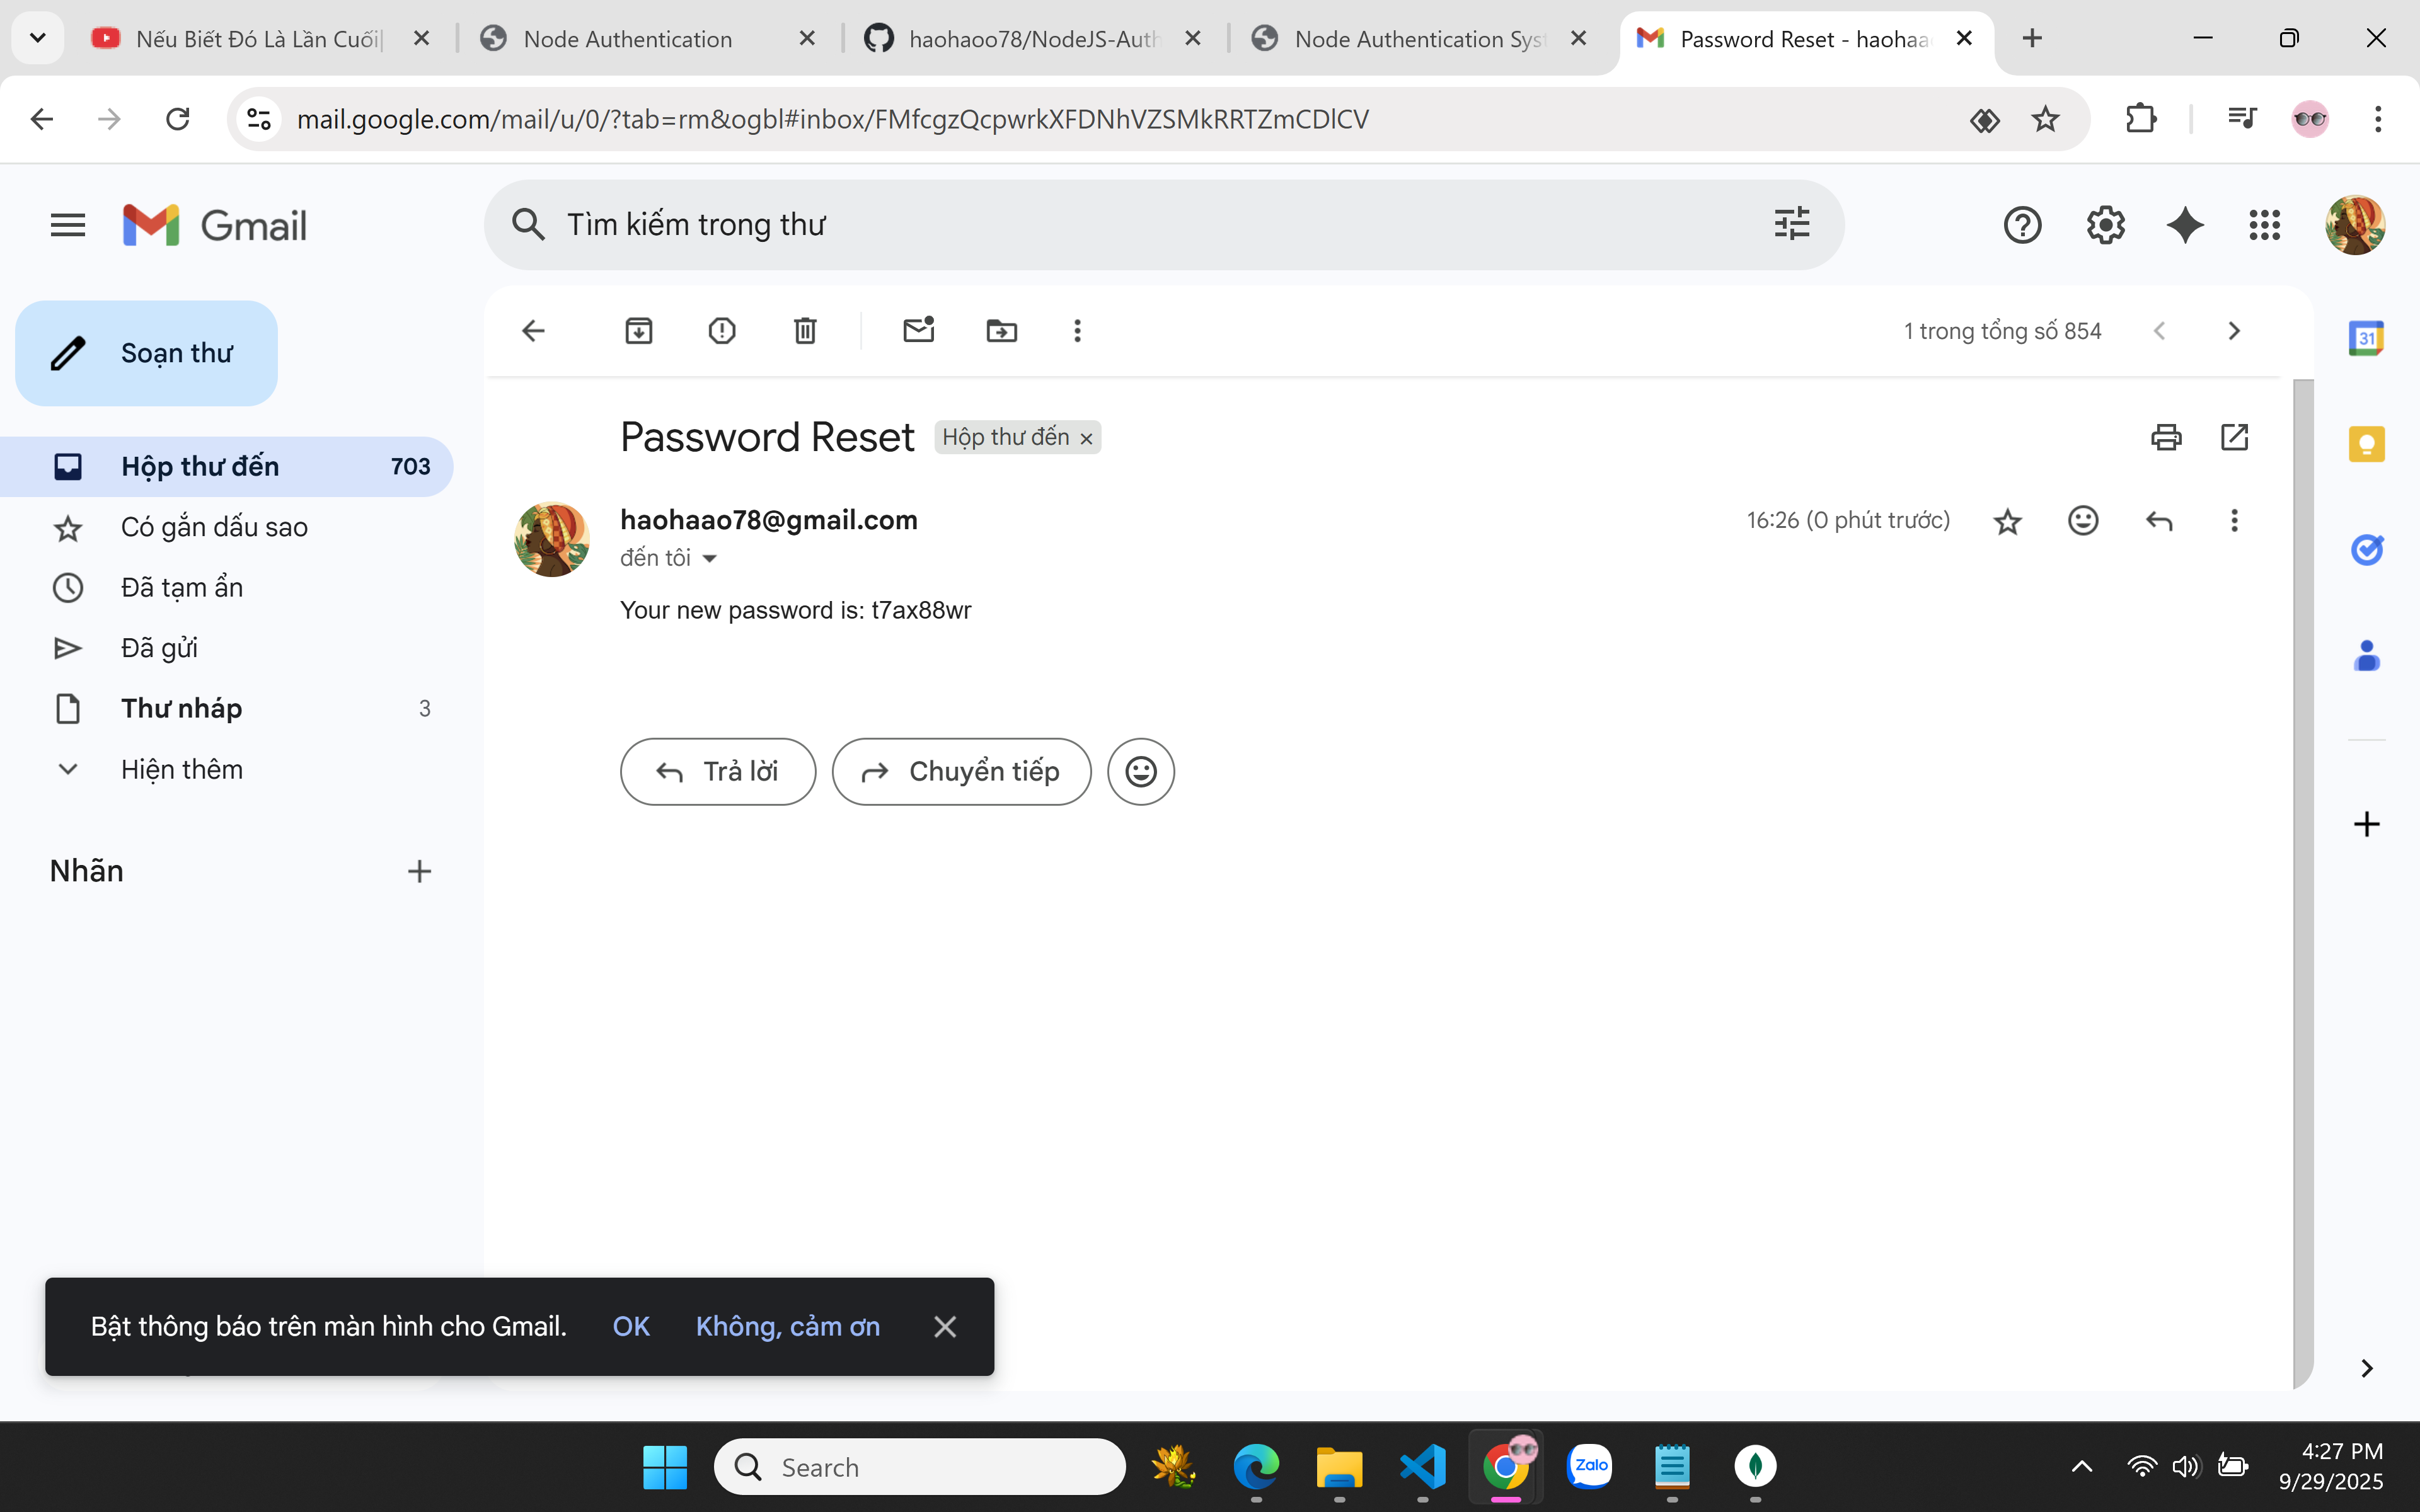 Nếu Biết Đó Là Lần Cuối|
Node Authentication
haohaoo78/NodeJS-Auth
Node Authentication Syst
Password Reset - haohaa
mail.google.com/mail/u/0/?tab=rm&ogbl#inbox/FMfcgzQcpwrkXFDNhVZSMkRRTZmCDlCV
Gmail
Tìm kiếm trong thư
Soạn thư
1 trong tổng số 854
31
Hộp thư đến 703
Có gắn dấu sao
Đã tạm ẩn
Đã gửi
Thư nháp 3
Hiện thêm
Nhãn
Password Reset
Hộp thư đến
haohaao78@gmail.com
16:26 (0 phút trước)
đến tôi
Your new password is: t7ax88wr
Trả lời
Chuyển tiếp
Bật thông báo trên màn hình cho Gmail.
OK
Không, cảm ơn
Search
Zalo
4:27 PM
9/29/2025